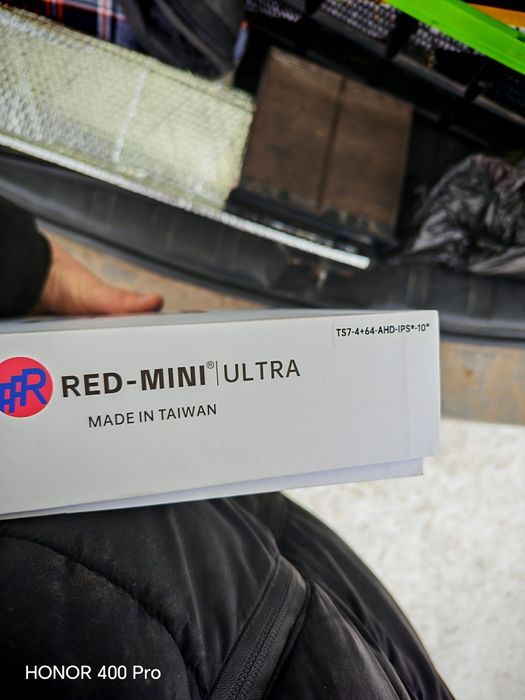 TS7-4+64-AHD-IPS*-10"
#R RED-MINI® | ULTRA
MADE IN TAIWAN
HONOR 400 Pro